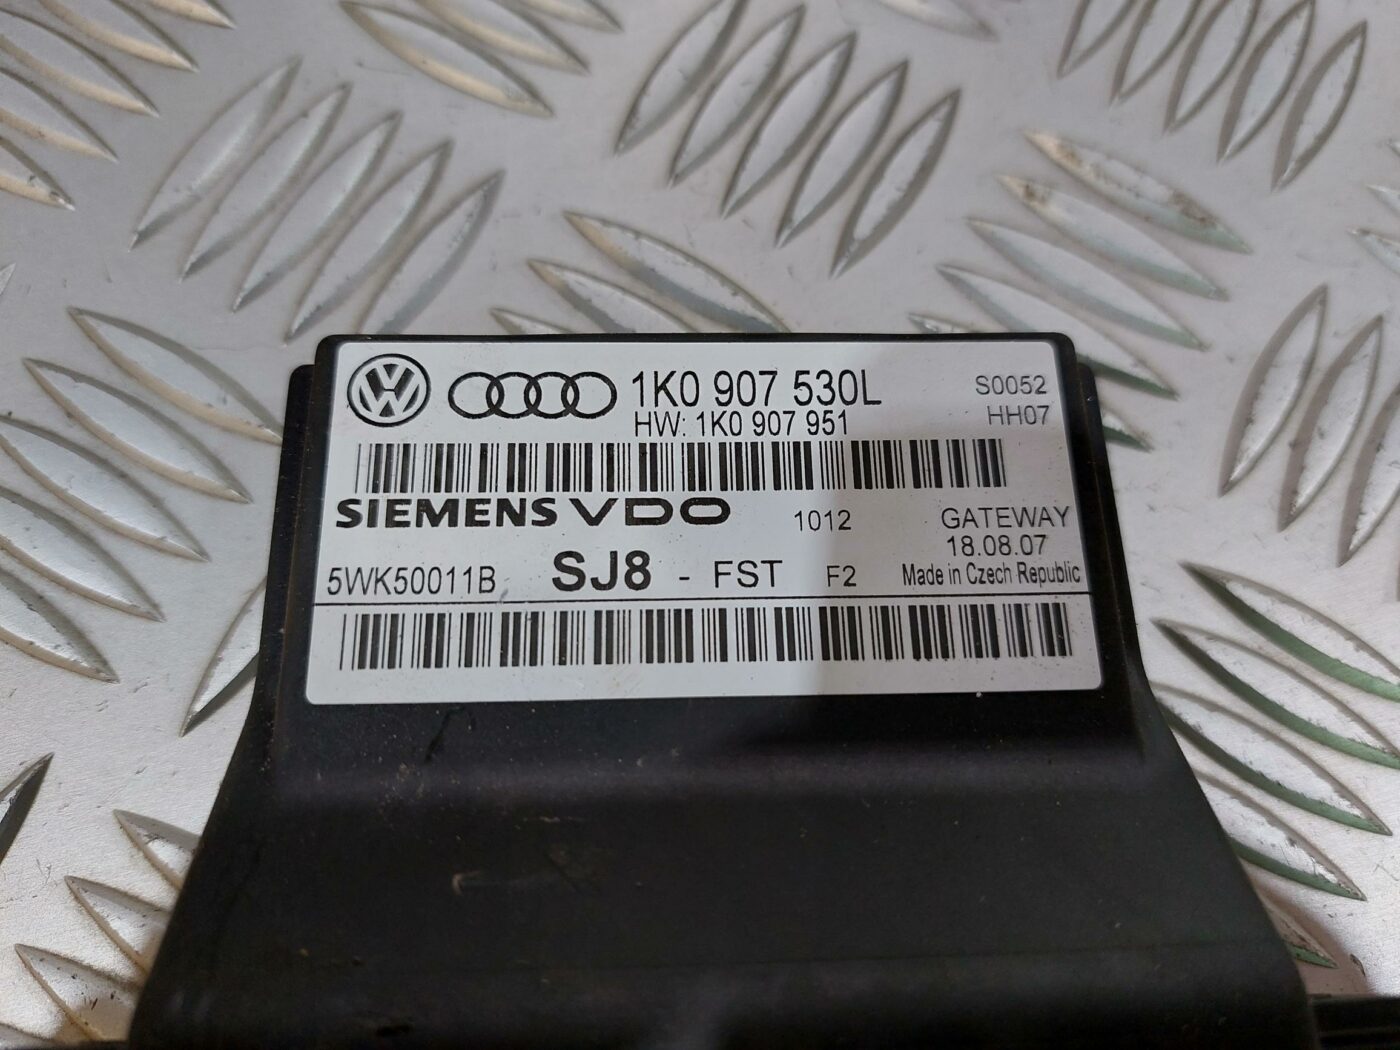 1K0 907 530L S0052
HW: 1K0 907 951 HH07
SIEMENS VDO 1012 GATEWAY
18.08.07
5WK50011B SJ8 - FST F2 Made in Czech Republic